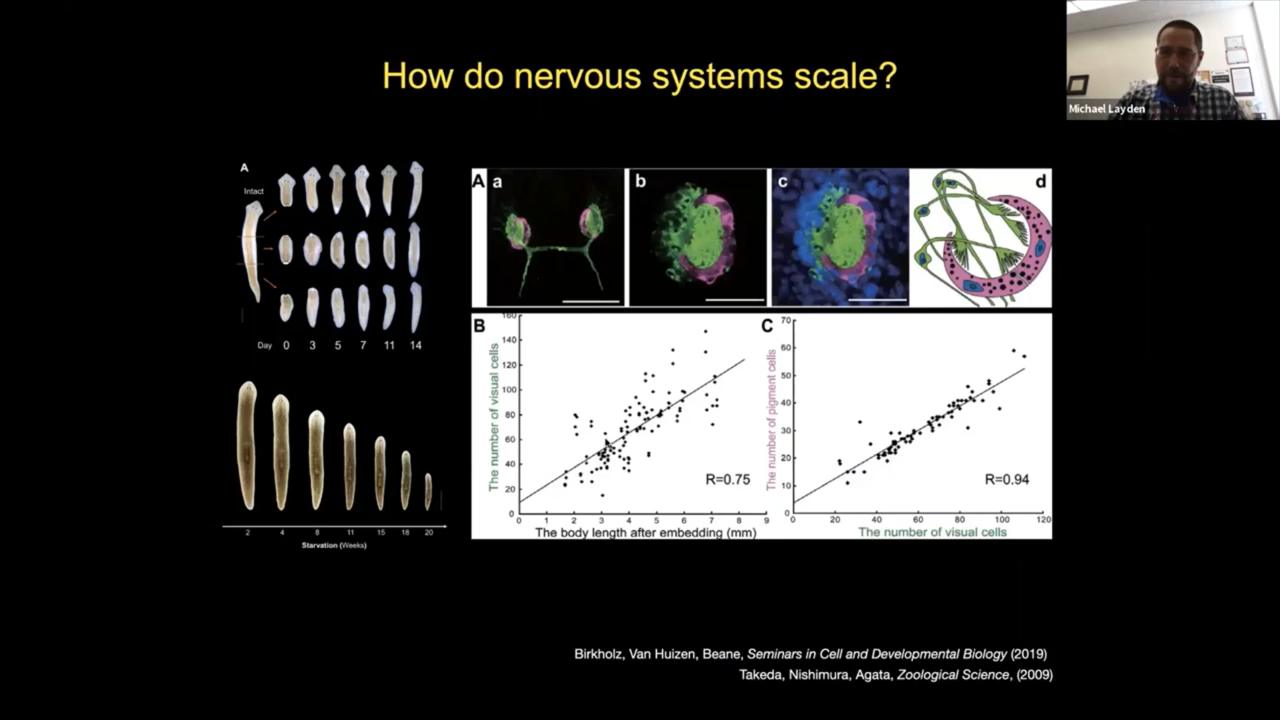 How do nervous systems scale?
Michael Layden
A
Intact
Day 0 3 5 7 11 14
2 4 8 11 15 18 20
Starvation (Weeks)
A a b c d
B
160
140
120
100
80
60
40
20
0
The number of visual cells
R=0.75
0 1 2 3 4 5 6 7 8 9
The body length after embedding (mm)
C
70
60
50
40
30
20
10
0
The number of pigment cells
R=0.94
0 20 40 60 80 100 120
The number of visual cells
Birkholz, Van Huizen, Beane, Seminars in Cell and Developmental Biology (2019)
Takeda, Nishimura, Agata, Zoological Science, (2009)